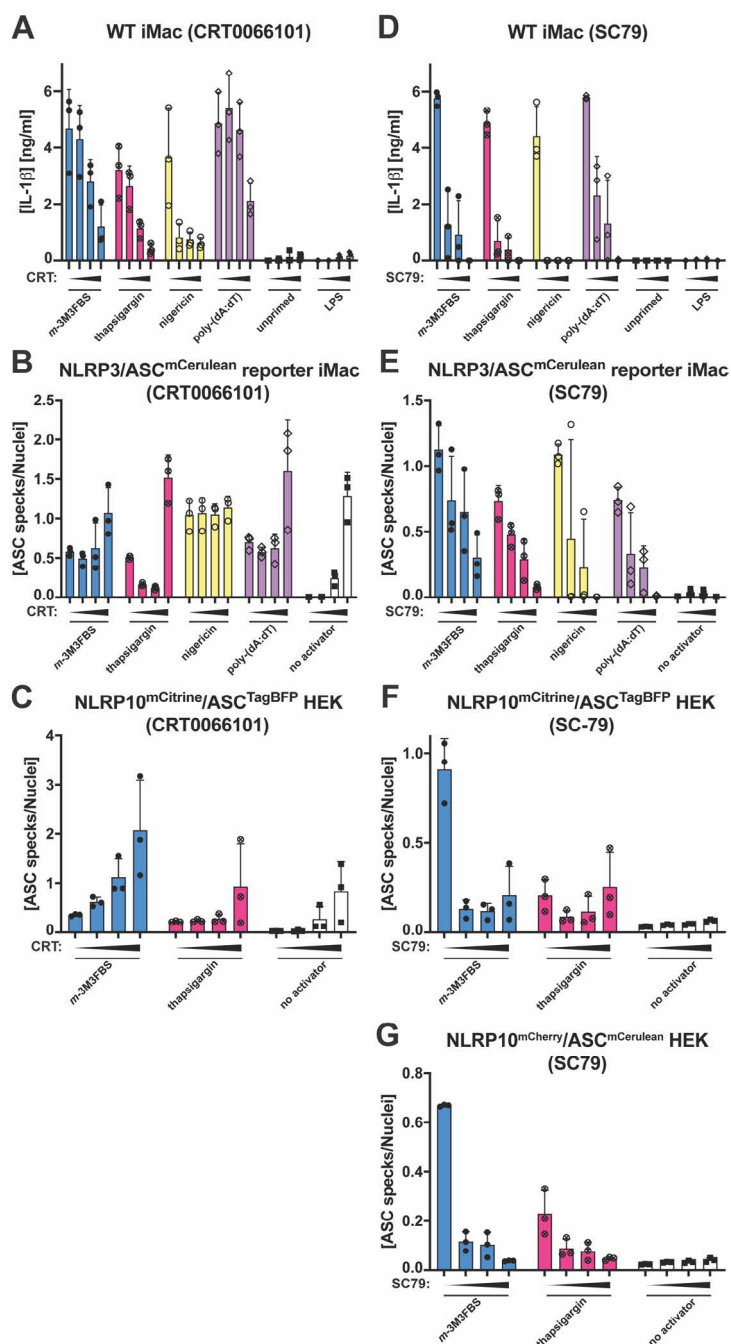 A
WT iMac (CRT0066101)
[IL-1β] [ng/ml]
6
4
2
0
CRT:
m-3M3FBS
thapsigargin
nigericin
poly-(dA:dT)
unprimed
LPS
D
WT iMac (SC79)
[IL-1β] [ng/ml]
6
4
2
0
SC79:
m-3M3FBS
thapsigargin
nigericin
poly-(dA:dT)
unprimed
LPS
B
NLRP3/ASCmCerulean reporter iMac
(CRT0066101)
[ASC specks/Nuclei]
2.5
2.0
1.5
1.0
0.5
0.0
CRT:
m-3M3FBS
thapsigargin
nigericin
poly-(dA:dT)
no activator
E
NLRP3/ASCmCerulean reporter iMac
(SC79)
[ASC specks/Nuclei]
1.5
1.0
0.5
0.0
SC79:
m-3M3FBS
thapsigargin
nigericin
poly-(dA:dT)
no activator
C
NLRP10mCitrine/ASCTagBFP HEK
(CRT0066101)
[ASC specks/Nuclei]
4
3
2
1
0
CRT:
m-3M3FBS
thapsigargin
no activator
F
NLRP10mCitrine/ASCTagBFP HEK
(SC-79)
[ASC specks/Nuclei]
1.0
0.5
0.0
SC79:
m-3M3FBS
thapsigargin
no activator
G
NLRP10mCherry/ASCmCerulean HEK
(SC79)
[ASC specks/Nuclei]
0.8
0.6
0.4
0.2
0.0
SC79:
m-3M3FBS
thapsigargin
no activator